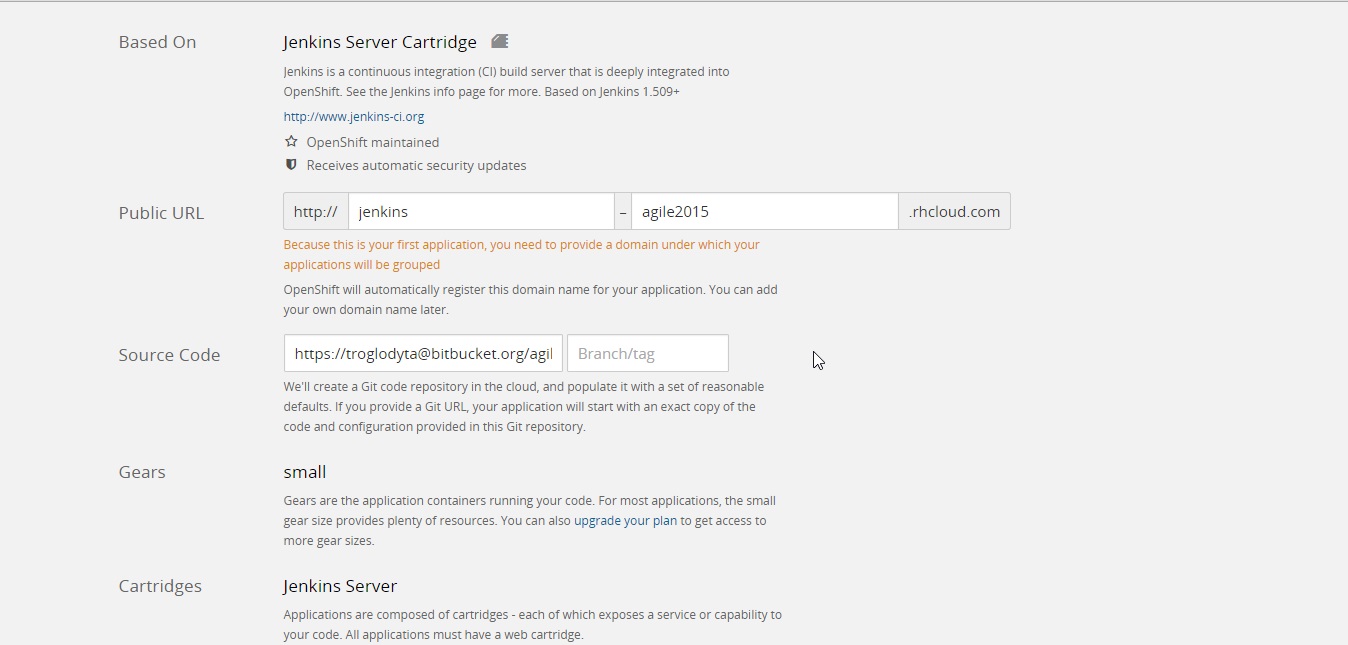 Based On
Jenkins Server Cartridge
Jenkins is a continuous integration (CI) build server that is deeply integrated into
OpenShift. See the Jenkins info page for more. Based on Jenkins 1.509+
http://www.jenkins-ci.org
OpenShift maintained
Receives automatic security updates
Public URL
http:// jenkins – agile2015 .rhcloud.com
Because this is your first application, you need to provide a domain under which your
applications will be grouped
OpenShift will automatically register this domain name for your application. You can add
your own domain name later.
Source Code
https://troglodyta@bitbucket.org/agil Branch/tag
We'll create a Git code repository in the cloud, and populate it with a set of reasonable
defaults. If you provide a Git URL, your application will start with an exact copy of the
code and configuration provided in this Git repository.
Gears
small
Gears are the application containers running your code. For most applications, the small
gear size provides plenty of resources. You can also upgrade your plan to get access to
more gear sizes.
Cartridges
Jenkins Server
Applications are composed of cartridges - each of which exposes a service or capability to
your code. All applications must have a web cartridge.